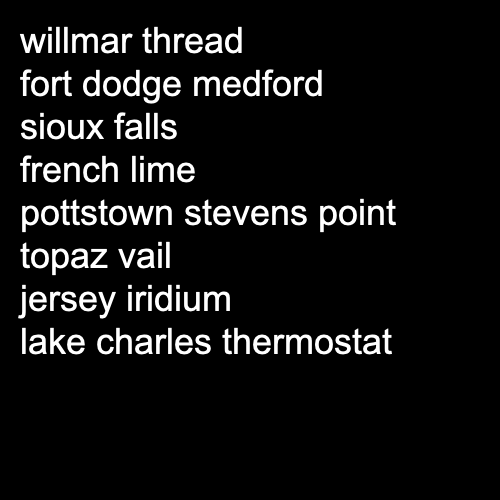 willmar thread
fort dodge medford
sioux falls
french lime
pottstown stevens point
topaz vail
jersey iridium
lake charles thermostat